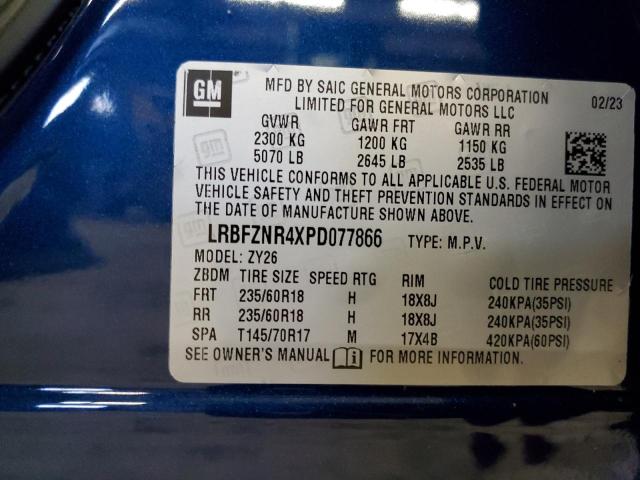 GM
MFD BY SAIC GENERAL MOTORS CORPORATION
LIMITED FOR GENERAL MOTORS LLC
02/23
GVWR GAWR FRT GAWR RR
2300 KG 1200 KG 1150 KG
5070 LB 2645 LB 2535 LB
THIS VEHICLE CONFORMS TO ALL APPLICABLE U.S. FEDERAL MOTOR
VEHICLE SAFETY AND THEFT PREVENTION STANDARDS IN EFFECT ON
THE DATE OF MANUFACTURE SHOWN ABOVE.
LRBFZNR4XPD077866 TYPE: M.P.V.
MODEL: ZY26
ZBDM TIRE SIZE SPEED RTG RIM COLD TIRE PRESSURE
FRT 235/60R18 H 18X8J 240KPA(35PSI)
RR 235/60R18 H 18X8J 240KPA(35PSI)
SPA T145/70R17 M 17X4B 420KPA(60PSI)
SEE OWNER'S MANUAL i FOR MORE INFORMATION.